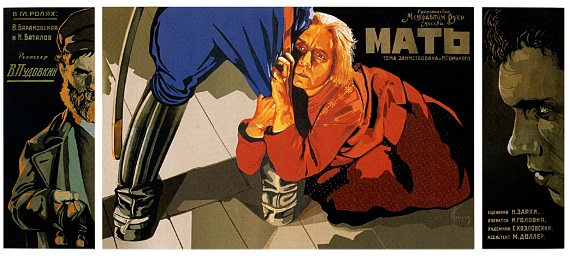 В ГЛ. РОЛЯХ:
В. БАРАНОВСКАЯ
и Н. БАТАЛОВ
Режиссер
В. ПУДОВКИН
Производство
Межрабпом Русь
Москва
МАТЬ
ТЕМА ЗАИМСТВОВАНА у М. ГОРЬКОГО
СЦЕНАРИЙ Н. ЗАРХИ,
ОПЕРАТОР А. ГОЛОВНЯ,
ХУДОЖНИК С. КОЗЛОВСКИЙ,
АССИСТЕНТ М. ДОЛЛЕР.